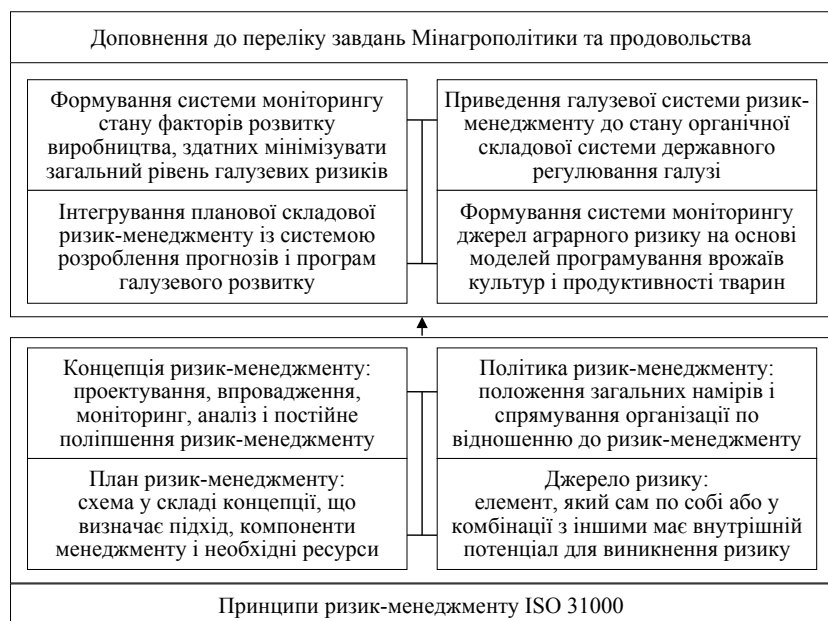 Доповнення до переліку завдань Мінагрополітики та продовольства
Формування системи моніторингу
стану факторів розвитку
виробництва, здатних мінімізувати
загальний рівень галузевих ризиків
Приведення галузевої системи ризик-
менеджменту до стану органічної
складової системи державного
регулювання галузі
Інтегрування планової складової
ризик-менеджменту із системою
розроблення прогнозів і програм
галузевого розвитку
Формування системи моніторингу
джерел аграрного ризику на основі
моделей програмування врожаїв
культур і продуктивності тварин
Концепція ризик-менеджменту:
проектування, впровадження,
моніторинг, аналіз і постійне
поліпшення ризик-менеджменту
Політика ризик-менеджменту:
положення загальних намірів і
спрямування організації по
відношенню до ризик-менеджменту
План ризик-менеджменту:
схема у складі концепції, що
визначає підхід, компоненти
менеджменту і необхідні ресурси
Джерело ризику:
елемент, який сам по собі або у
комбінації з іншими має внутрішній
потенціал для виникнення ризику
Принципи ризик-менеджменту ISO 31000